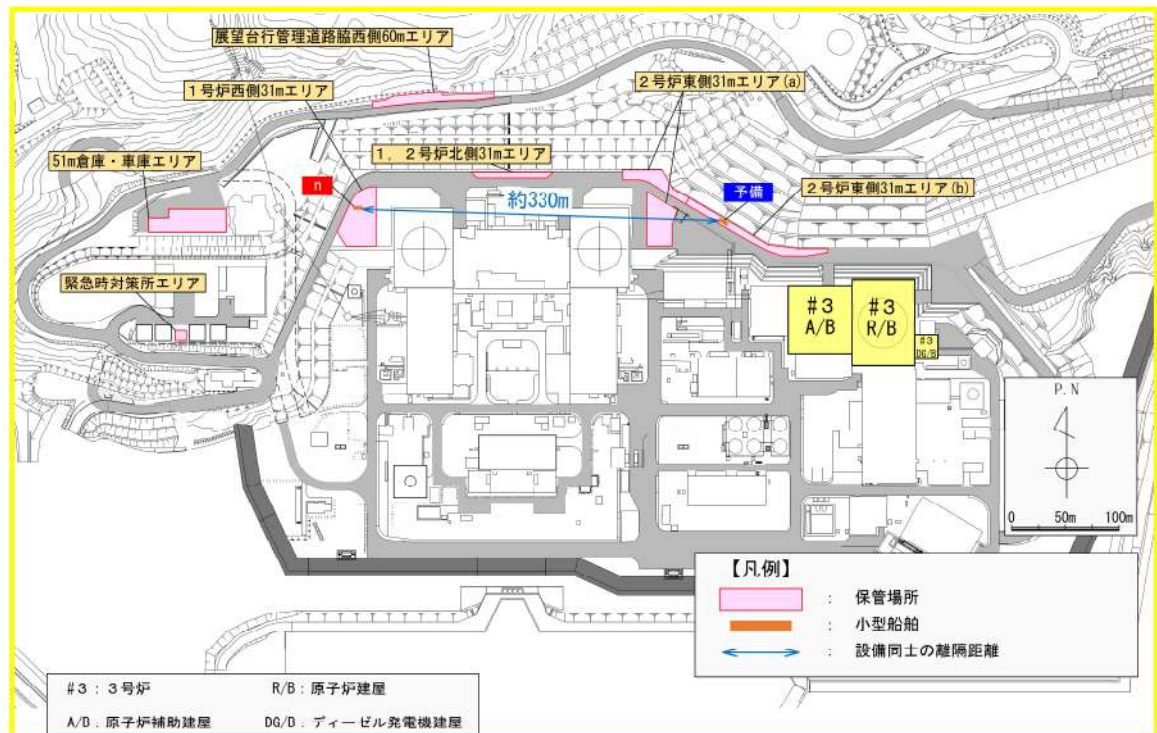 展望台行管理道路脇西側60mエリア
1号炉西側31mエリア
2号炉東側31mエリア(a)
51m倉庫・車庫エリア
1,2号炉北側31mエリア
n
予備
2号炉東側31mエリア(b)
約330m
緊急時対策所エリア
#3
A/B
#3
R/B
#3
DG/B
P.N
0 50m 100m
【凡例】
: 保管場所
: 小型船舶
: 設備同士の離隔距離
#3:3号炉 R/B:原子炉建屋
A/B.原子炉補助建屋 DG/B.ディーゼル発電機建屋